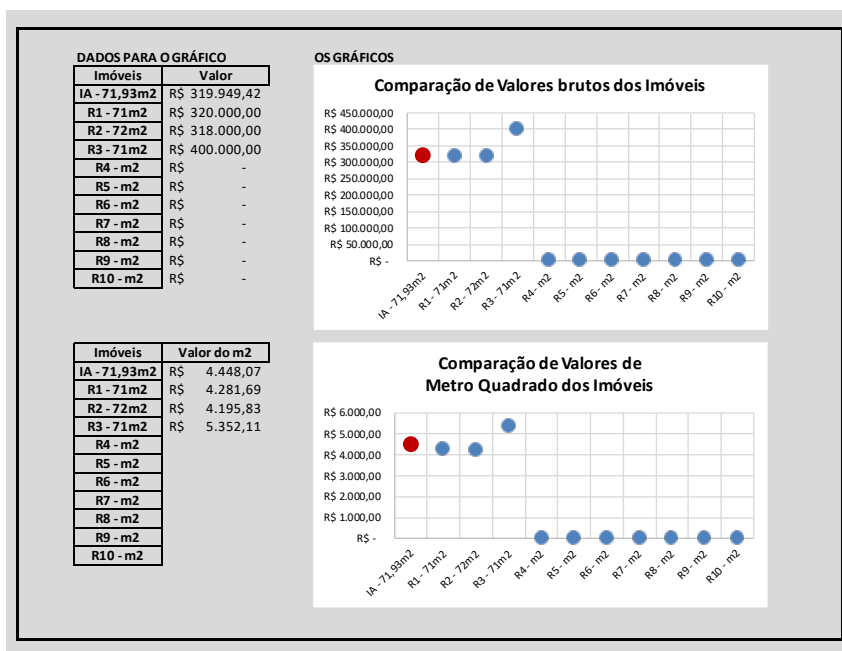 DADOS PARA O GRÁFICO
Imóveis Valor
IA - 71,93m2 R$ 319.949,42
R1 - 71m2 R$ 320.000,00
R2 - 72m2 R$ 318.000,00
R3 - 71m2 R$ 400.000,00
R4 - m2 R$ -
R5 - m2 R$ -
R6 - m2 R$ -
R7 - m2 R$ -
R8 - m2 R$ -
R9 - m2 R$ -
R10 - m2 R$ -
OS GRÁFICOS
Comparação de Valores brutos dos Imóveis
R$ 450.000,00
R$ 400.000,00
R$ 350.000,00
R$ 300.000,00
R$ 250.000,00
R$ 200.000,00
R$ 150.000,00
R$ 100.000,00
R$ 50.000,00
R$ -
IA - 71,93m2
R1 - 71m2
R2 - 72m2
R3 - 71m2
R4 - m2
R5 - m2
R6 - m2
R7 - m2
R8 - m2
R9 - m2
R10 - m2
Imóveis Valor do m2
IA - 71,93m2 R$ 4.448,07
R1 - 71m2 R$ 4.281,69
R2 - 72m2 R$ 4.195,83
R3 - 71m2 R$ 5.352,11
R4 - m2
R5 - m2
R6 - m2
R7 - m2
R8 - m2
R9 - m2
R10 - m2
Comparação de Valores de
Metro Quadrado dos Imóveis
R$ 6.000,00
R$ 5.000,00
R$ 4.000,00
R$ 3.000,00
R$ 2.000,00
R$ 1.000,00
R$ -
IA - 71,93m2
R1 - 71m2
R2 - 72m2
R3 - 71m2
R4 - m2
R5 - m2
R6 - m2
R7 - m2
R8 - m2
R9 - m2
R10 - m2